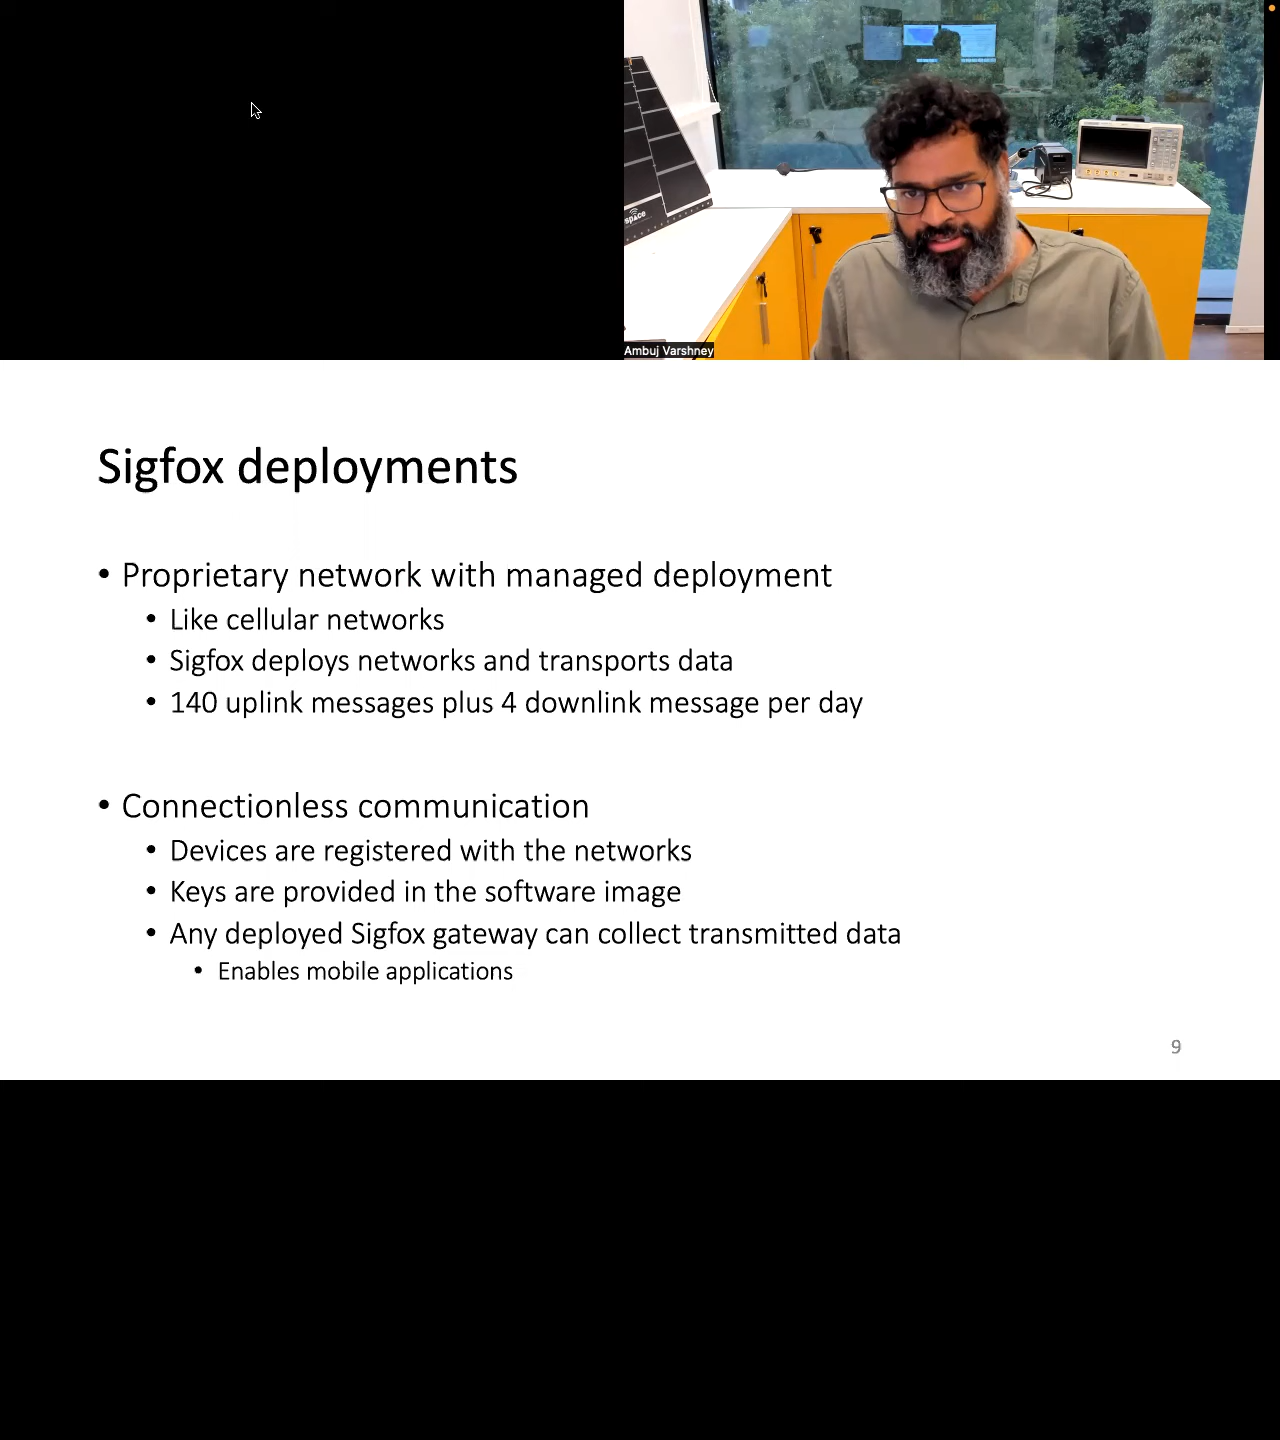 space
Ambuj Varshney
Sigfox deployments
• Proprietary network with managed deployment
• Like cellular networks
• Sigfox deploys networks and transports data
• 140 uplink messages plus 4 downlink message per day
• Connectionless communication
• Devices are registered with the networks
• Keys are provided in the software image
• Any deployed Sigfox gateway can collect transmitted data
• Enables mobile applications
9